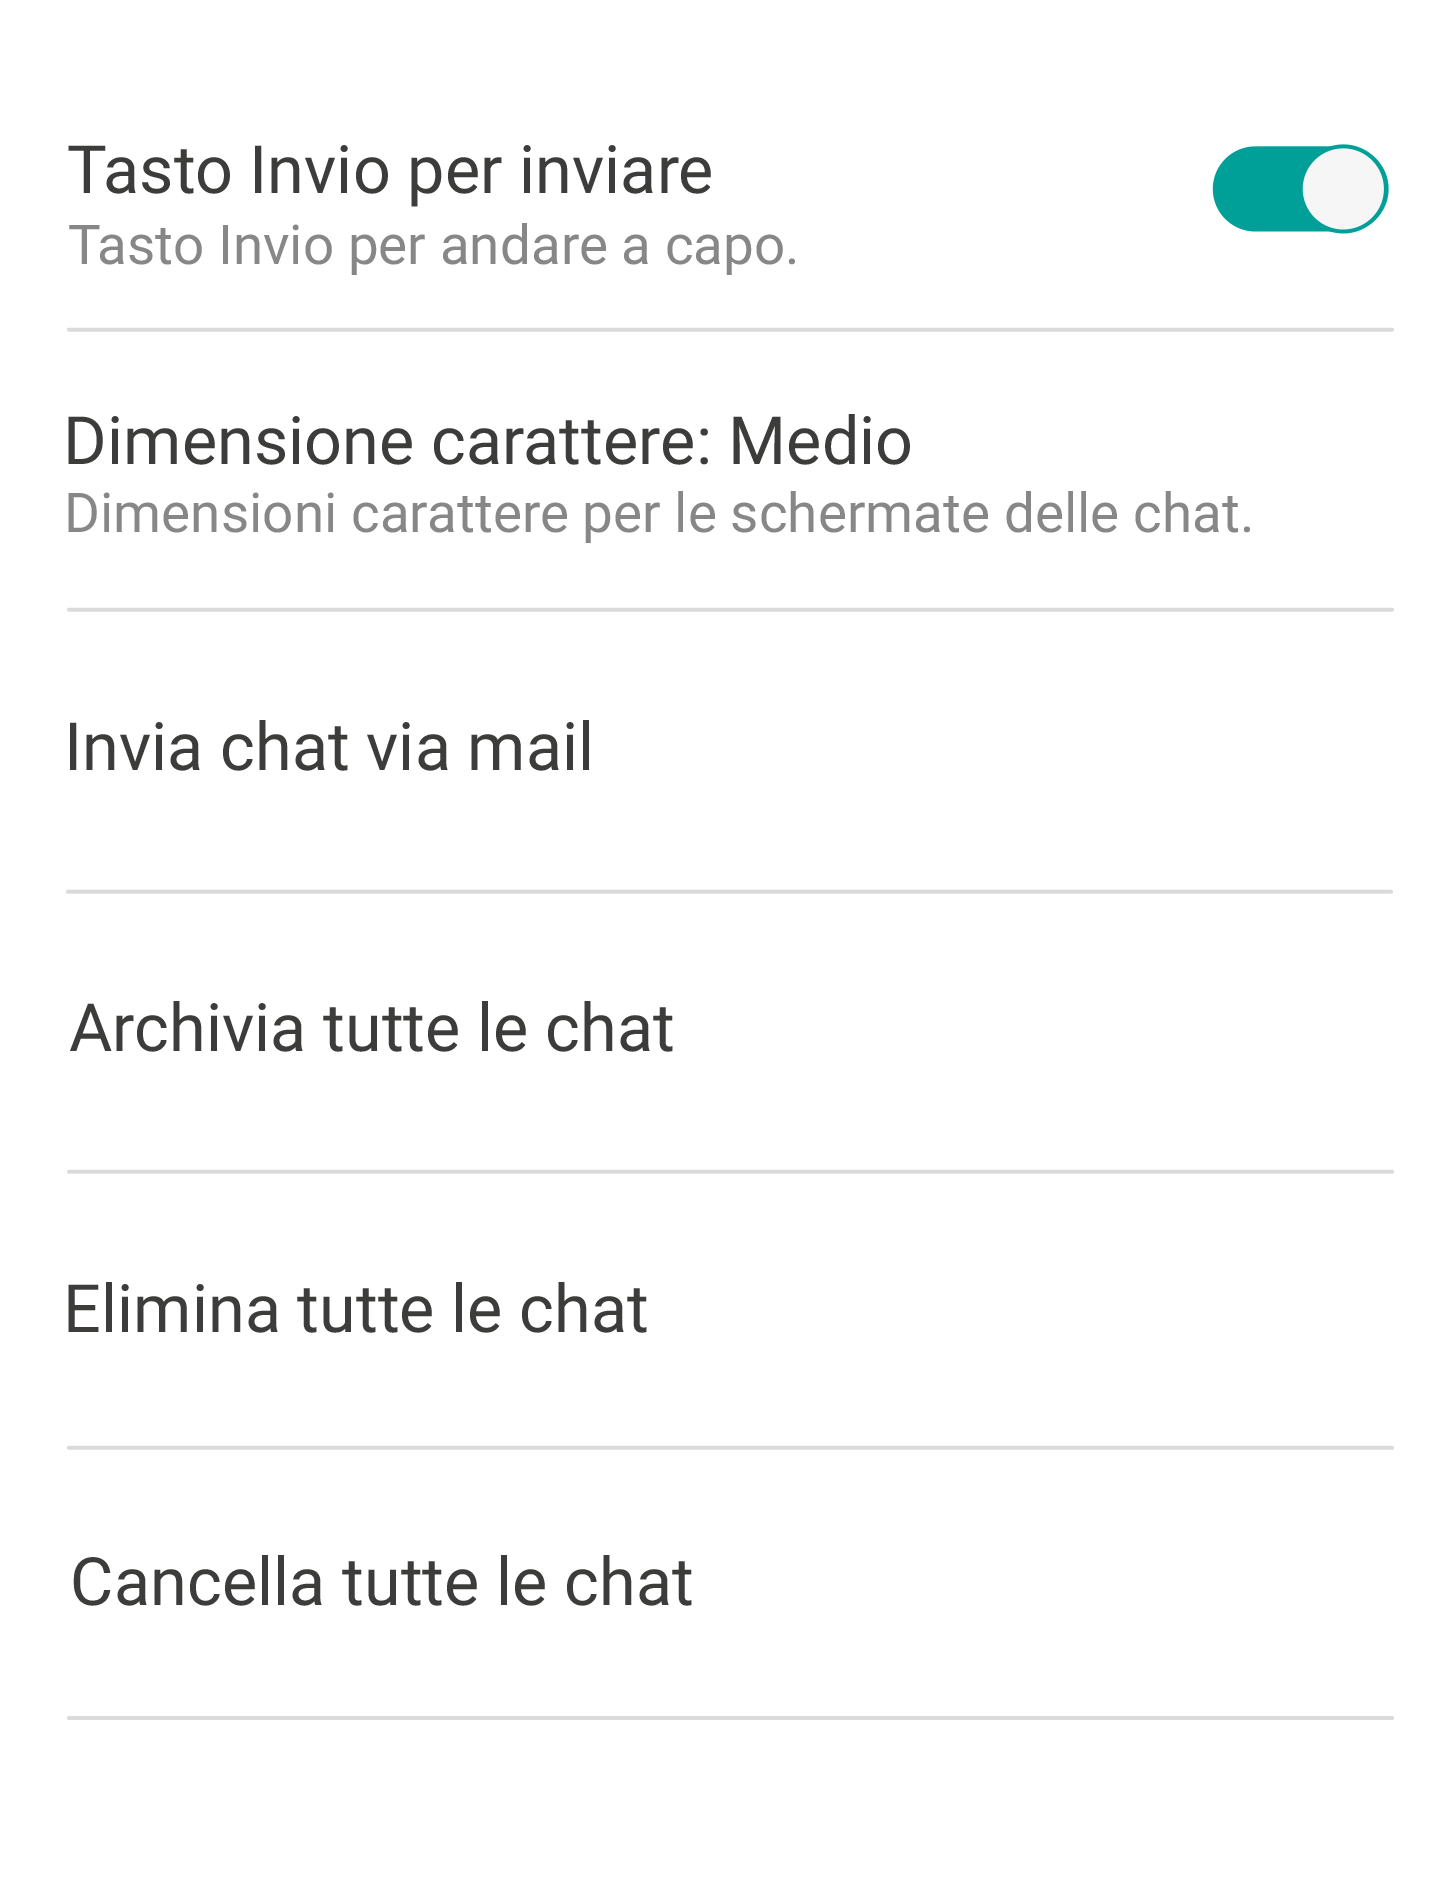 Tasto Invio per inviare
Tasto Invio per andare a capo.
Dimensione carattere: Medio
Dimensioni carattere per le schermate delle chat.
Invia chat via mail
Archivia tutte le chat
Elimina tutte le chat
Cancella tutte le chat